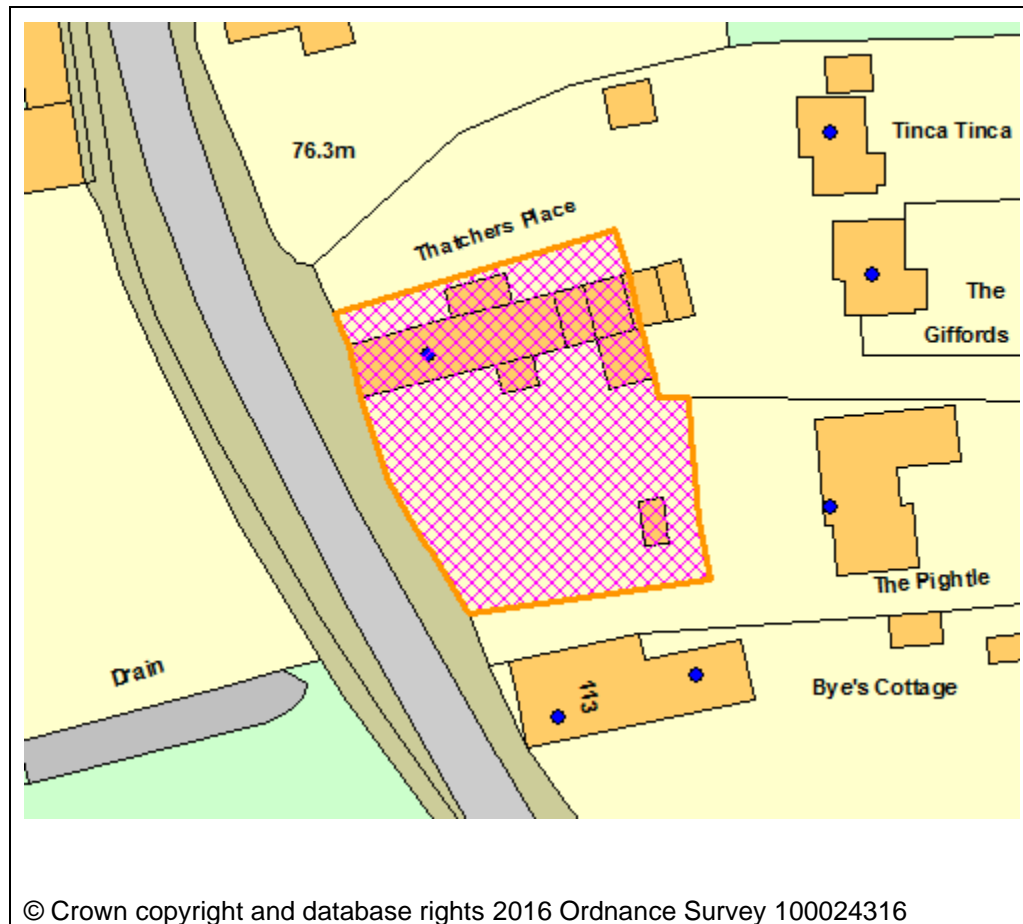 Tinca Tinca
76.3m
Thatchers Place
The
Giffords
The Pightle
Drain
113
Bye's Cottage
© Crown copyright and database rights 2016 Ordnance Survey 100024316